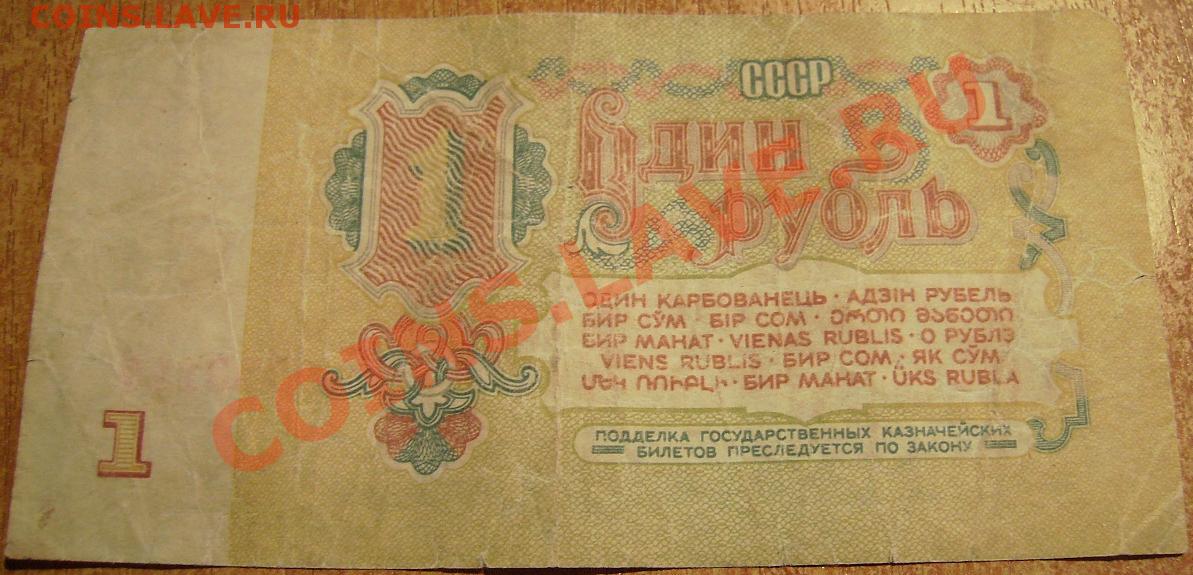 COINS.LAVE.RU
СССР
1
1
Один
рубль
COINS.LAVE.RU
ОДИН КАРБОВАНЕЦЬ · АДЗІН РУБЕЛЬ
БИР СЎМ · БІР СОМ · ᲔᲠᲗᲘ ᲛᲐᲜᲔᲗᲘ
БИР МАНАТ · VIENAS RUBLIS · О РУБЛЭ
VIENS RUBLIS · БИР СОМ · ЯК СЎМ
ՄԵԿ ՌՈՒԲԼԻ · БИР МАНАТ · ÜKS RUBLA
1
ПОДДЕЛКА ГОСУДАРСТВЕННЫХ КАЗНАЧЕЙСКИХ
БИЛЕТОВ ПРЕСЛЕДУЕТСЯ ПО ЗАКОНУ